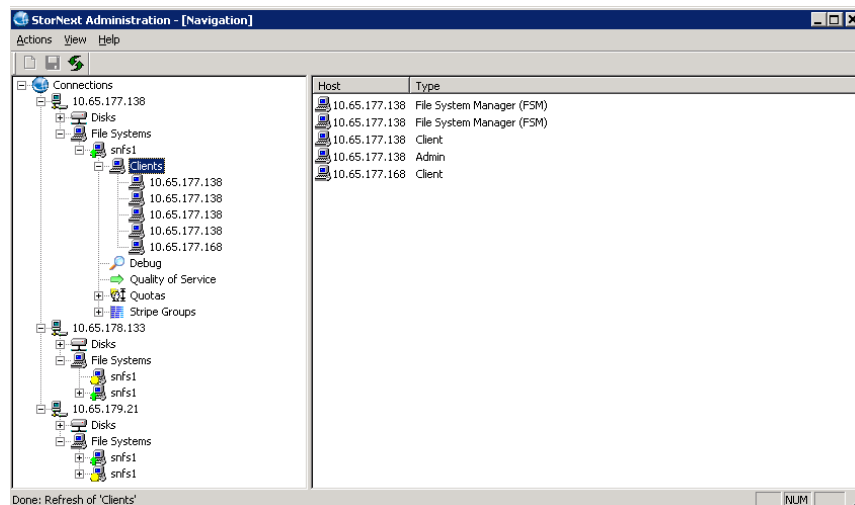 StorNext Administration - [Navigation]
Actions View Help
Connections
10.65.177.138
Disks
File Systems
snfs1
Clients
10.65.177.138
10.65.177.138
10.65.177.138
10.65.177.138
10.65.177.168
Debug
Quality of Service
Quotas
Stripe Groups
10.65.178.133
Disks
File Systems
snfs1
snfs1
10.65.179.21
Disks
File Systems
snfs1
snfs1
Host Type
10.65.177.138 File System Manager (FSM)
10.65.177.138 File System Manager (FSM)
10.65.177.138 Client
10.65.177.138 Admin
10.65.177.168 Client
Done: Refresh of 'Clients'
NUM